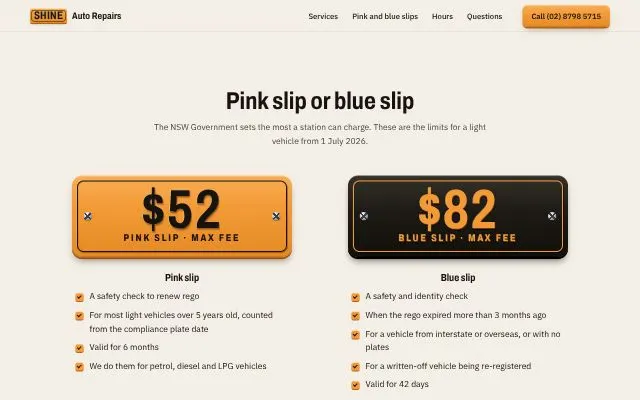 SHINE Auto Repairs
Services
Pink and blue slips
Hours
Questions
Call (02) 8798 5715
Pink slip or blue slip
The NSW Government sets the most a station can charge. These are the limits for a light
vehicle from 1 July 2026.
$52
PINK SLIP · MAX FEE
Pink slip
A safety check to renew rego
For most light vehicles over 5 years old, counted
from the compliance plate date
Valid for 6 months
We do them for petrol, diesel and LPG vehicles
$82
BLUE SLIP · MAX FEE
Blue slip
A safety and identity check
When the rego expired more than 3 months ago
For a vehicle from interstate or overseas, or with no
plates
For a written-off vehicle being re-registered
Valid for 42 days